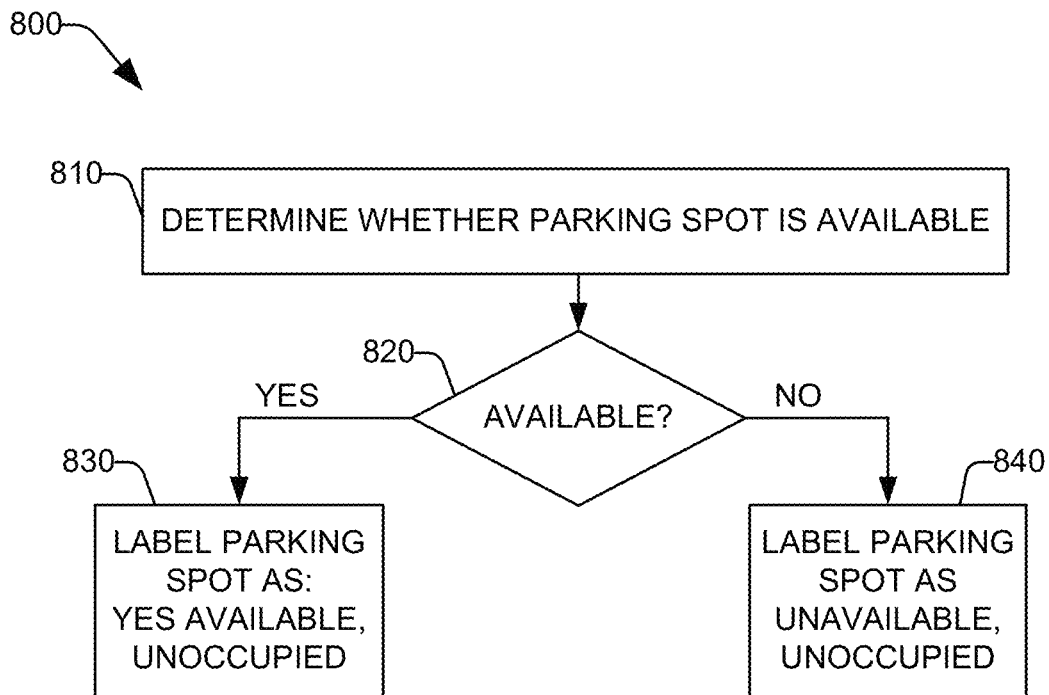 800
810
DETERMINE WHETHER PARKING SPOT IS AVAILABLE
820
YES
AVAILABLE?
NO
830
840
LABEL PARKING
SPOT AS:
YES AVAILABLE,
UNOCCUPIED
LABEL PARKING
SPOT AS
UNAVAILABLE,
UNOCCUPIED